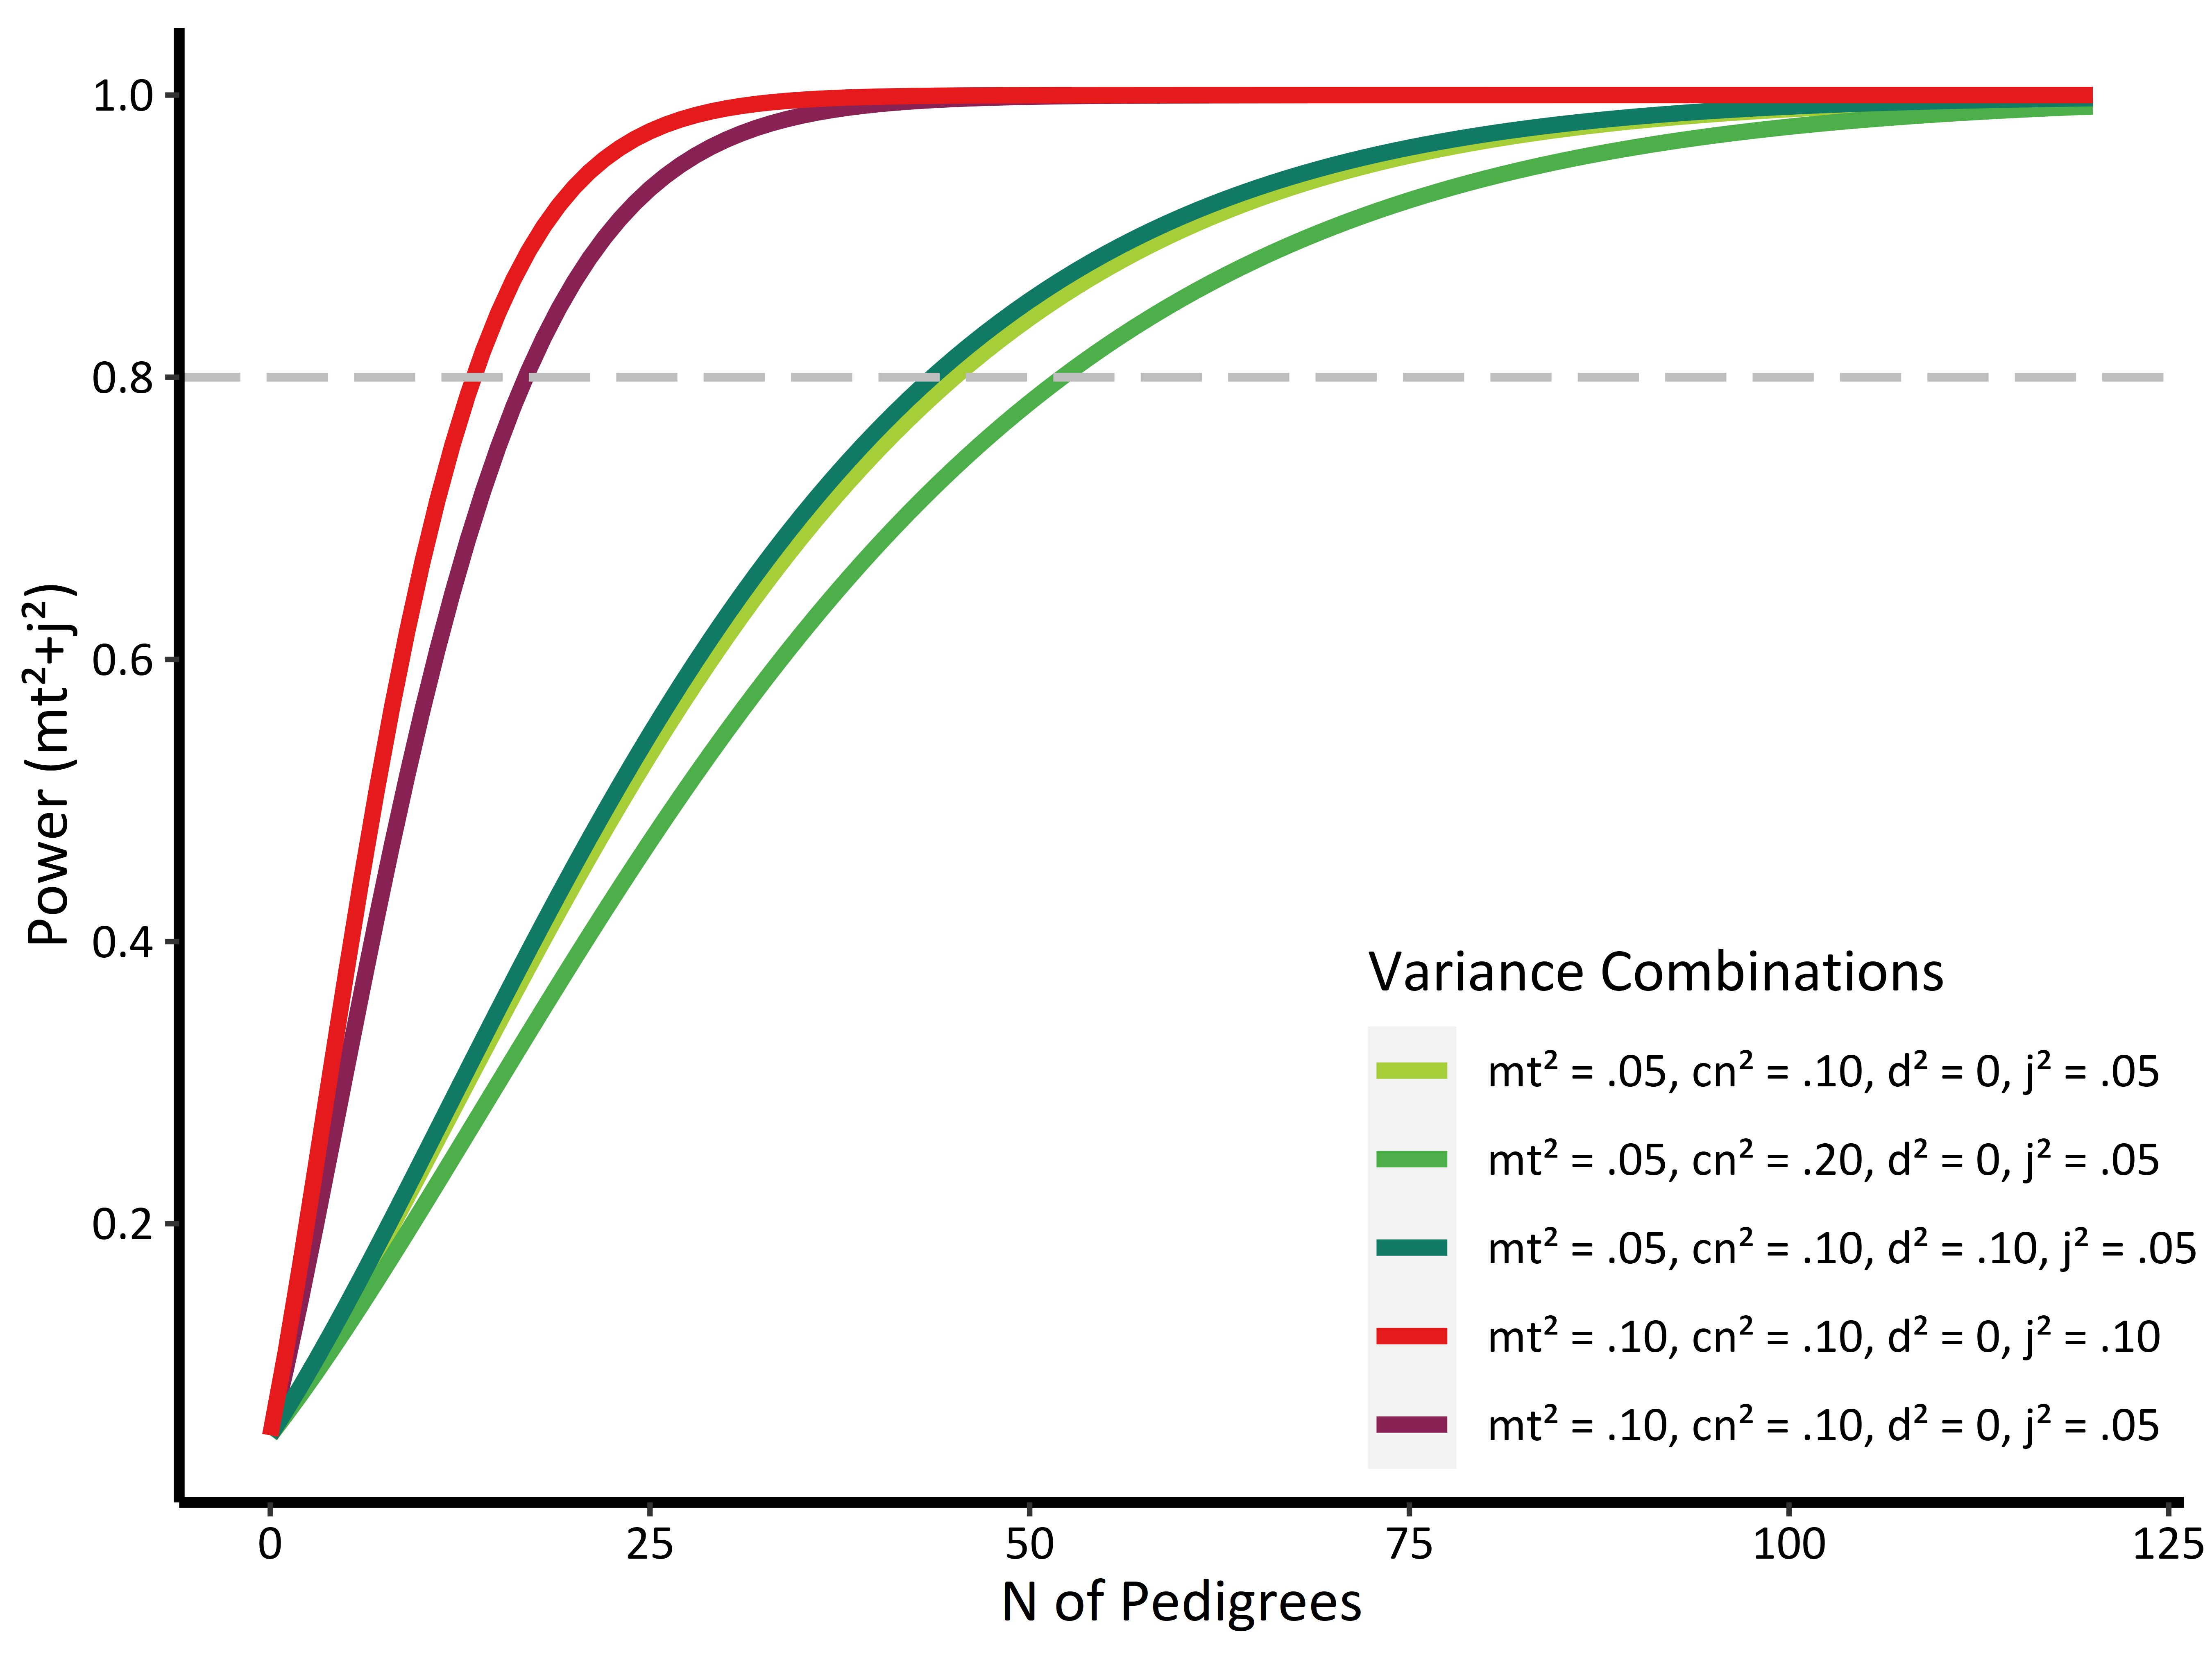 Power (mt²+j²)
1.0
0.8
0.6
0.4
0.2
Variance Combinations
mt² = .05, cn² = .10, d² = 0, j² = .05
mt² = .05, cn² = .20, d² = 0, j² = .05
mt² = .05, cn² = .10, d² = .10, j² = .05
mt² = .10, cn² = .10, d² = 0, j² = .10
mt² = .10, cn² = .10, d² = 0, j² = .05
0 25 50 75 100 125
N of Pedigrees